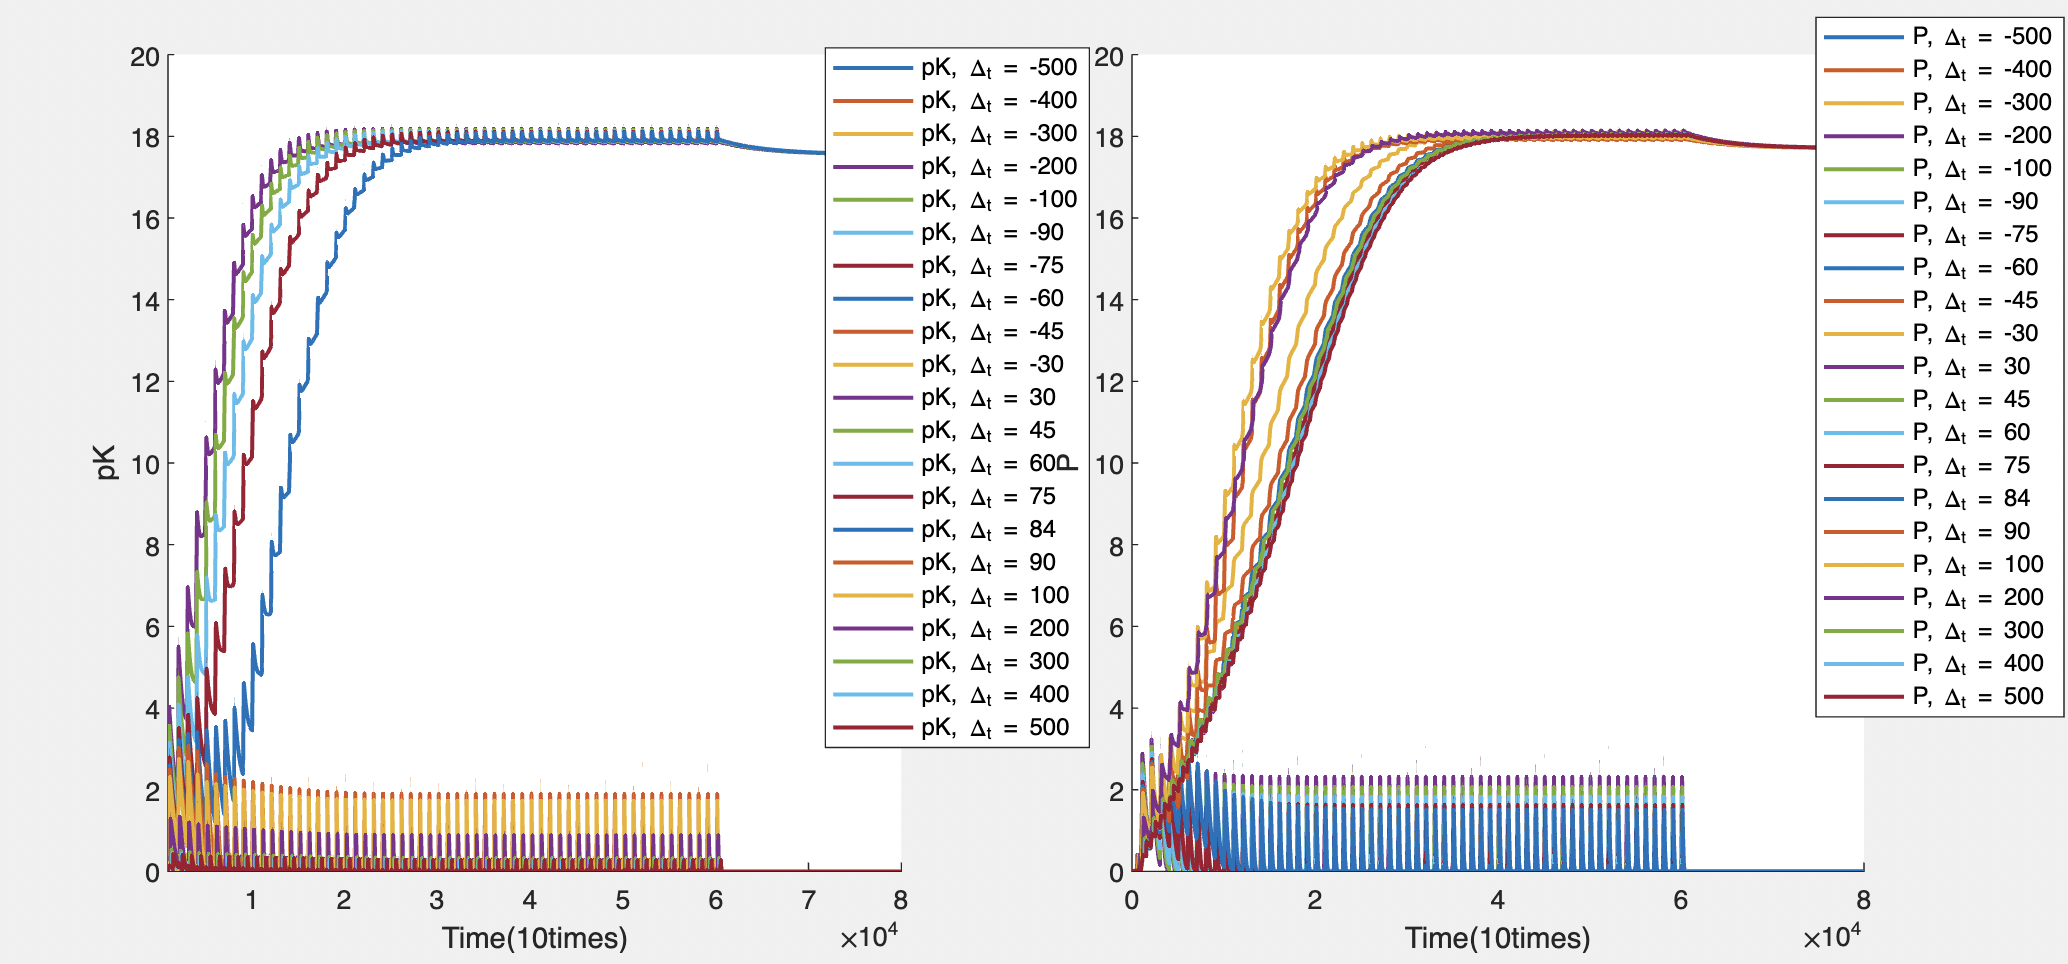 20
18
16
14
12
10
8
6
4
2
0
pK
1
2
3
4
5
6
7
8
Time(10times)
×10⁴
pK, Δt = -500
pK, Δt = -400
pK, Δt = -300
pK, Δt = -200
pK, Δt = -100
pK, Δt = -90
pK, Δt = -75
pK, Δt = -60
pK, Δt = -45
pK, Δt = -30
pK, Δt = 30
pK, Δt = 45
pK, Δt = 60
pK, Δt = 75
pK, Δt = 84
pK, Δt = 90
pK, Δt = 100
pK, Δt = 200
pK, Δt = 300
pK, Δt = 400
pK, Δt = 500
20
18
16
14
12
10
8
6
4
2
0
P
0
2
4
6
8
Time(10times)
×10⁴
P, Δt = -500
P, Δt = -400
P, Δt = -300
P, Δt = -200
P, Δt = -100
P, Δt = -90
P, Δt = -75
P, Δt = -60
P, Δt = -45
P, Δt = -30
P, Δt = 30
P, Δt = 45
P, Δt = 60
P, Δt = 75
P, Δt = 84
P, Δt = 90
P, Δt = 100
P, Δt = 200
P, Δt = 300
P, Δt = 400
P, Δt = 500